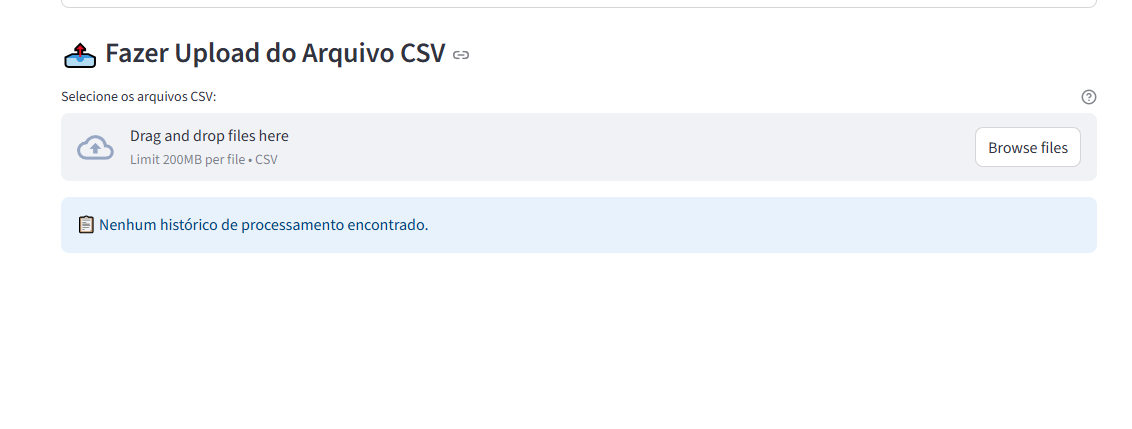 Fazer Upload do Arquivo CSV
Selecione os arquivos CSV:
Drag and drop files here
Limit 200MB per file • CSV
Browse files
Nenhum histórico de processamento encontrado.